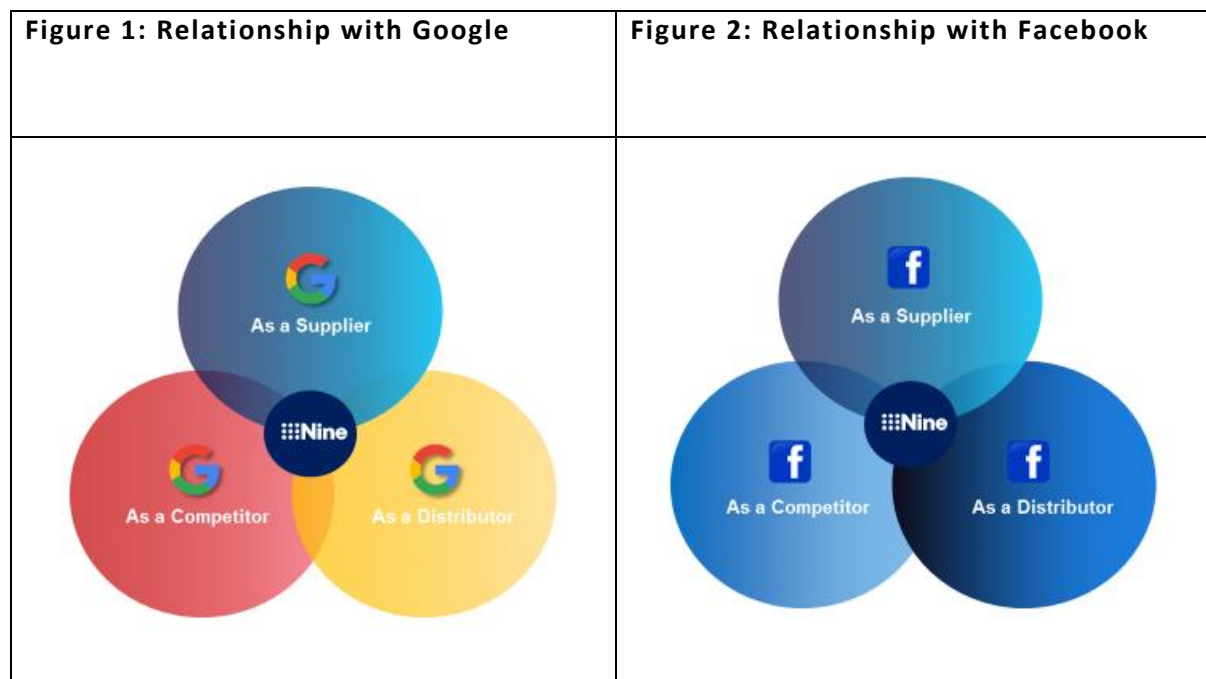 Figure 1: Relationship with Google
Figure 2: Relationship with Facebook
As a Supplier
Nine
As a Competitor
As a Distributor
As a Supplier
Nine
As a Competitor
As a Distributor